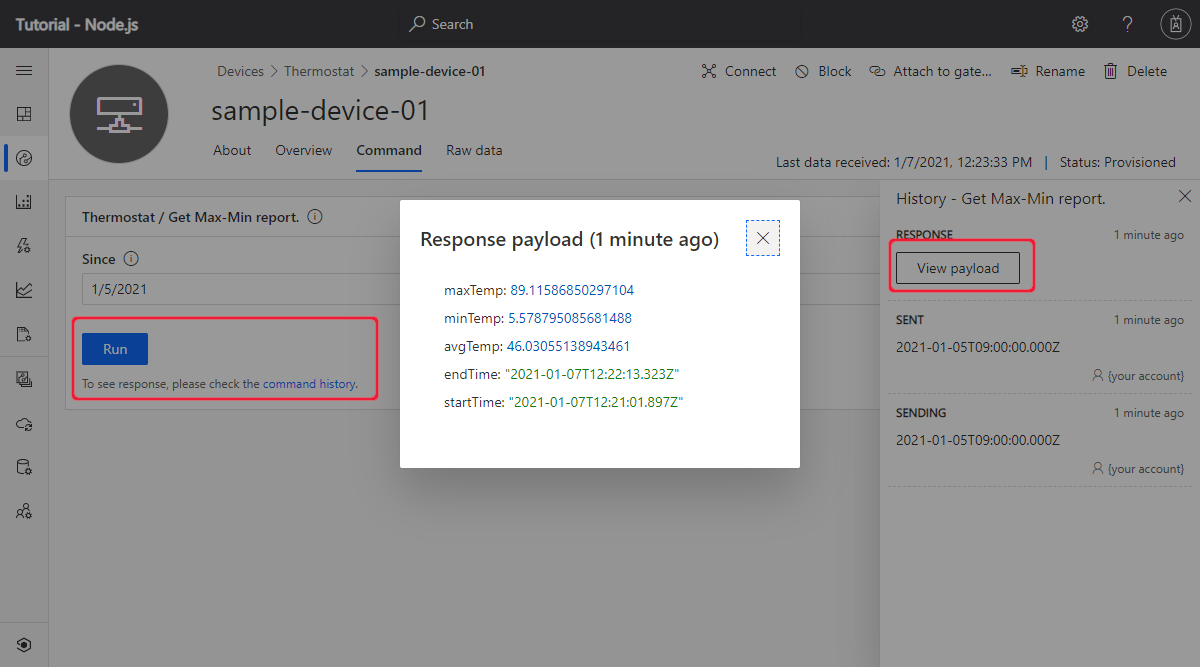 Tutorial - Node.js
Search
Devices > Thermostat > sample-device-01
Connect
Block
Attach to gate...
Rename
Delete
sample-device-01
About
Overview
Command
Raw data
Last data received: 1/7/2021, 12:23:33 PM | Status: Provisioned
Thermostat / Get Max-Min report.
Since
1/5/2021
Run
To see response, please check the command history.
Response payload (1 minute ago)
maxTemp: 89.11586850297104
minTemp: 5.578795085681488
avgTemp: 46.03055138943461
endTime: "2021-01-07T12:22:13.323Z"
startTime: "2021-01-07T12:21:01.897Z"
History - Get Max-Min report.
RESPONSE 1 minute ago
View payload
SENT 1 minute ago
2021-01-05T09:00:00.000Z
{your account}
SENDING 1 minute ago
2021-01-05T09:00:00.000Z
{your account}